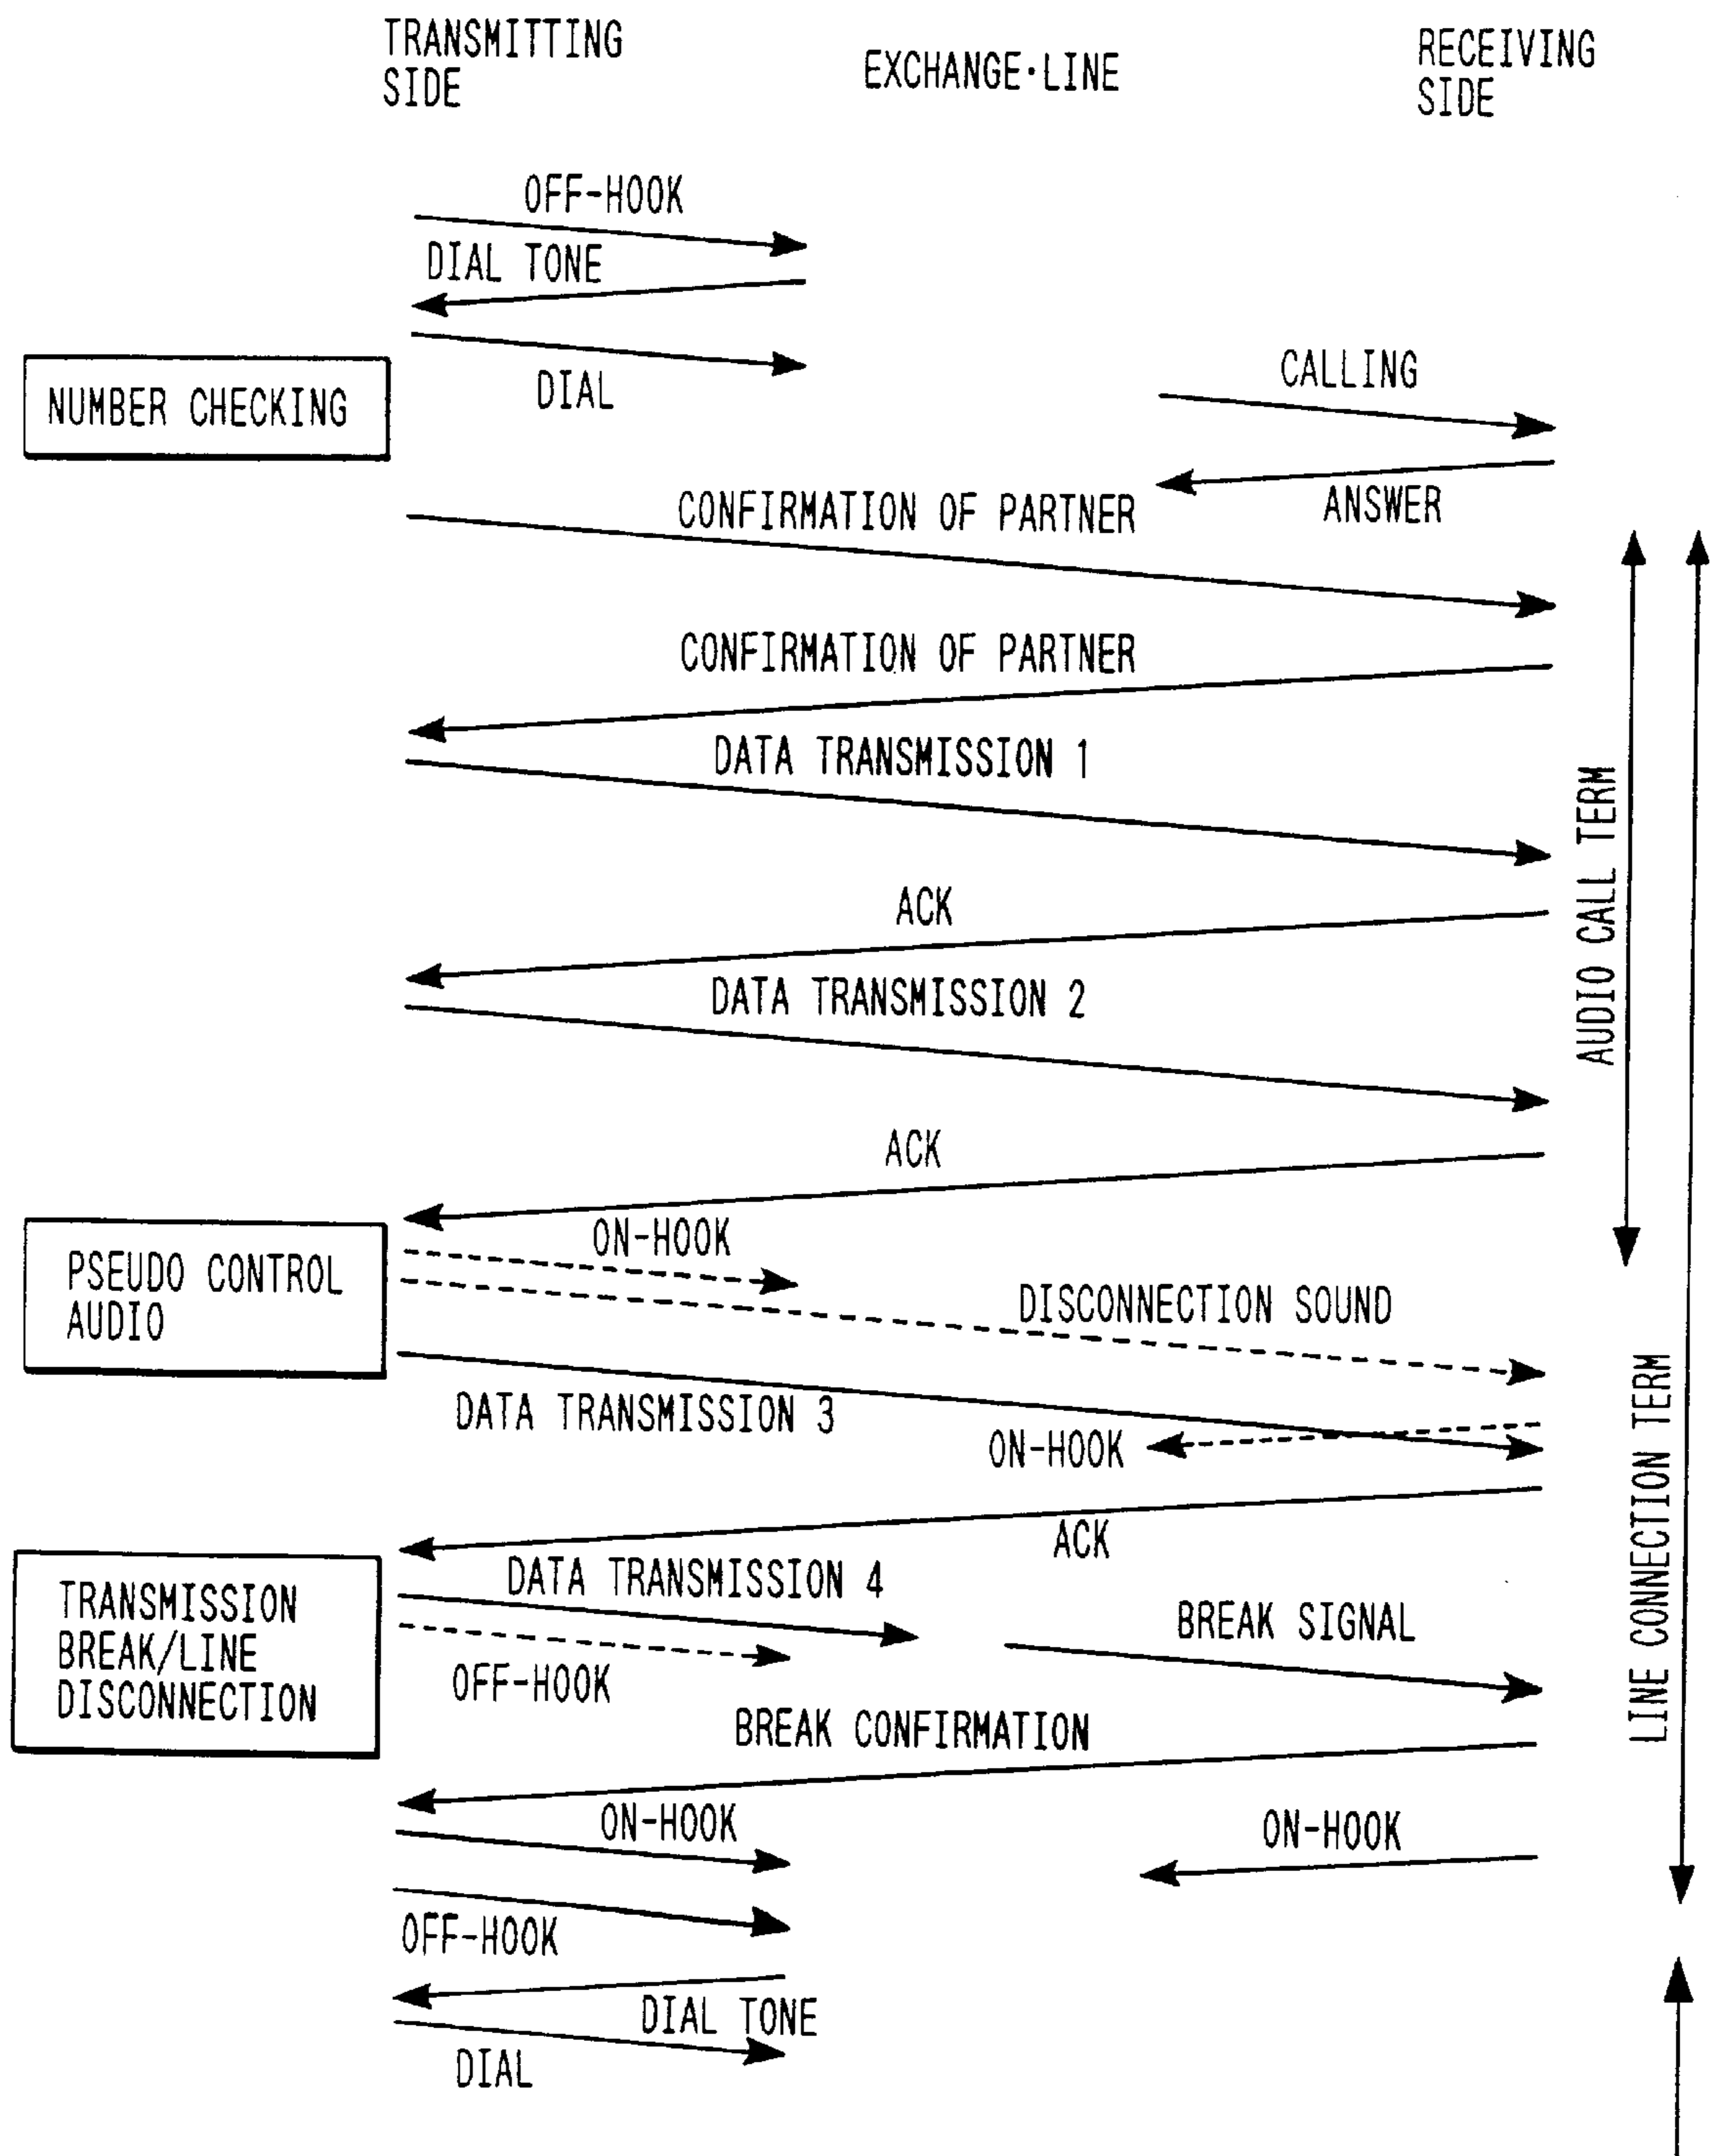 TRANSMITTING
SIDE
EXCHANGE·LINE
RECEIVING
SIDE
OFF-HOOK
DIAL TONE
DIAL
NUMBER CHECKING
CALLING
ANSWER
CONFIRMATION OF PARTNER
CONFIRMATION OF PARTNER
DATA TRANSMISSION 1
ACK
DATA TRANSMISSION 2
AUDIO CALL TERM
ACK
ON-HOOK
PSEUDO CONTROL
AUDIO
DISCONNECTION SOUND
DATA TRANSMISSION 3
ON-HOOK
ACK
LINE CONNECTION TERM
DATA TRANSMISSION 4
TRANSMISSION
BREAK/LINE
DISCONNECTION
BREAK SIGNAL
OFF-HOOK
BREAK CONFIRMATION
ON-HOOK
ON-HOOK
OFF-HOOK
DIAL TONE
DIAL